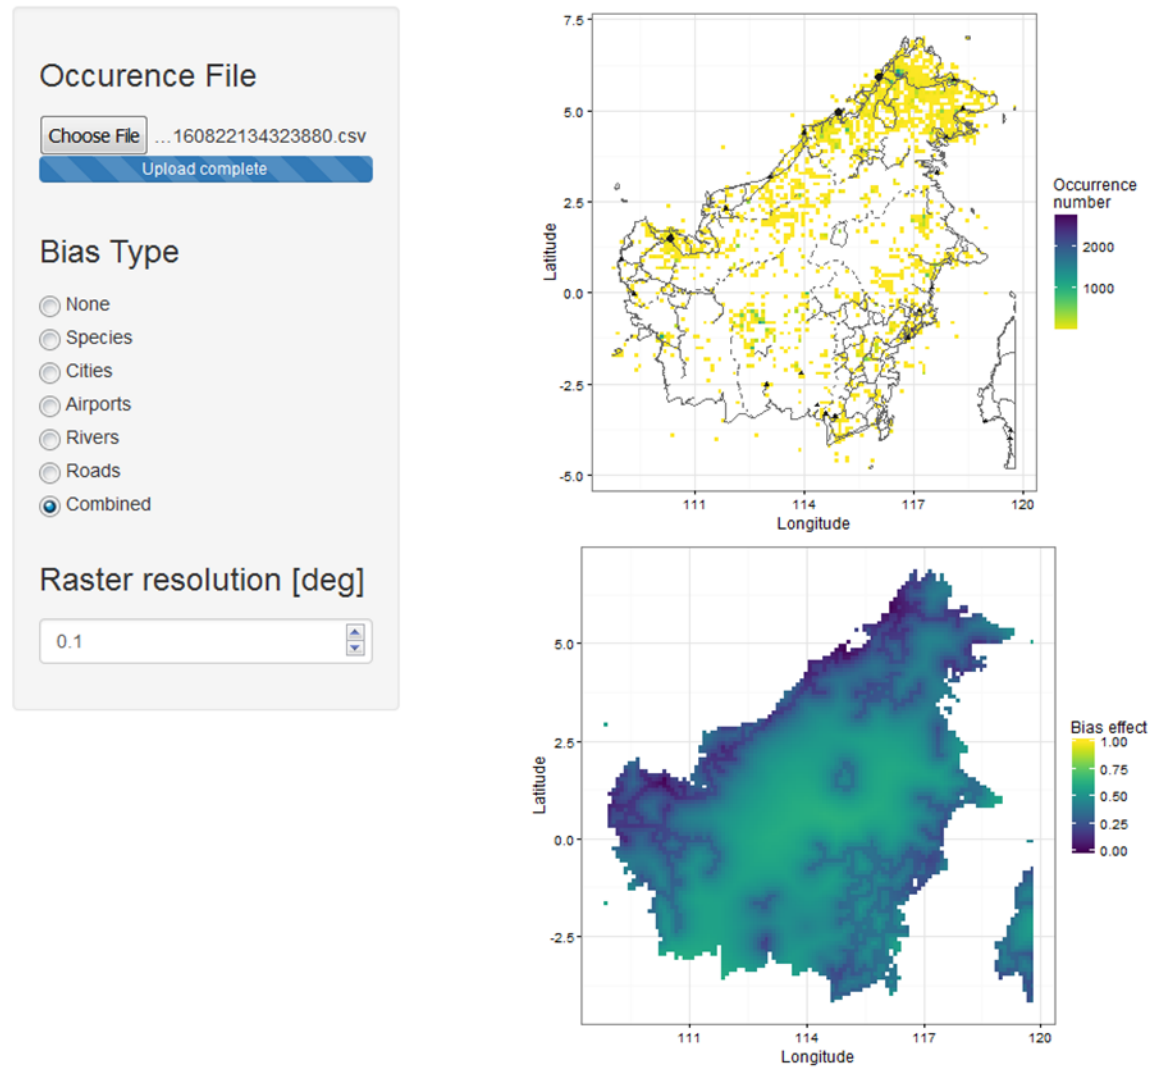 Occurence File
Choose File ...160822134323880.csv
Upload complete
Bias Type
None
Species
Cities
Airports
Rivers
Roads
Combined
Raster resolution [deg]
0.1
7.5
5.0
2.5
0.0
-2.5
-5.0
Latitude
111 114 117 120
Longitude
Occurrence
number
2000
1000
5.0
2.5
0.0
-2.5
Latitude
111 114 117 120
Longitude
Bias effect
1.00
0.75
0.50
0.25
0.00